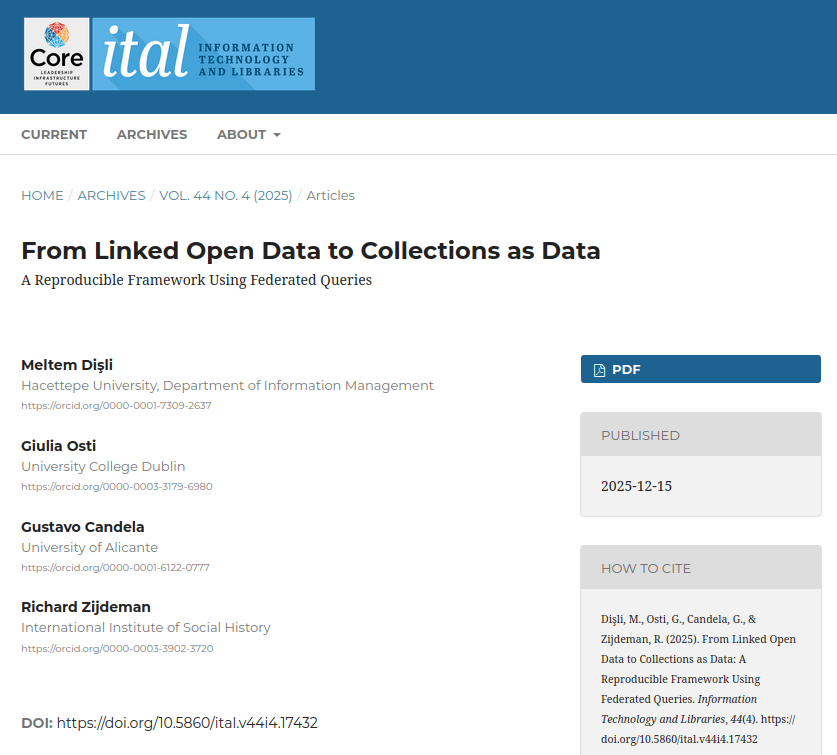 Core
LEADERSHIP
INFRASTRUCTURE
FUTURES
ital
INFORMATION
TECHNOLOGY
AND LIBRARIES
CURRENT ARCHIVES ABOUT
HOME / ARCHIVES / VOL. 44 NO. 4 (2025) / Articles
From Linked Open Data to Collections as Data
A Reproducible Framework Using Federated Queries
Meltem Dişli
Hacettepe University, Department of Information Management
https://orcid.org/0000-0001-7309-2637
Giulia Osti
University College Dublin
https://orcid.org/0000-0003-3179-6980
Gustavo Candela
University of Alicante
https://orcid.org/0000-0001-6122-0777
Richard Zijdeman
International Institute of Social History
https://orcid.org/0000-0003-3902-3720
DOI: https://doi.org/10.5860/ital.v44i4.17432
PDF
PUBLISHED
2025-12-15
HOW TO CITE
Dişli, M., Osti, G., Candela, G., &
Zijdeman, R. (2025). From Linked Open
Data to Collections as Data: A
Reproducible Framework Using
Federated Queries. Information
Technology and Libraries, 44(4). https://
doi.org/10.5860/ital.v44i4.17432